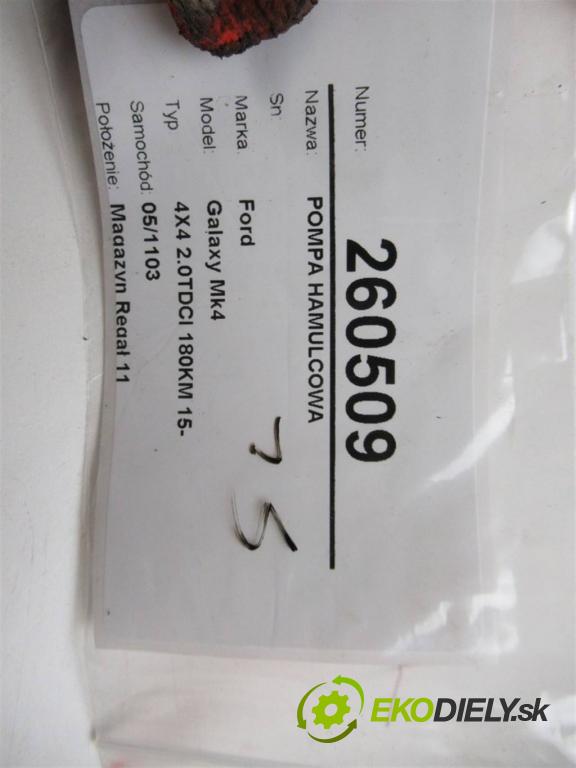 Numer: 260509
Nazwa: POMPA HAMULCOWA
Sn:
Marka: Ford
Model: Galaxy Mk4
Typ 4X4 2.0TDCI 180KM 15-
Samochód: 05/1103
Położenie: Magazyn Regał 11
EKODIELY.sk